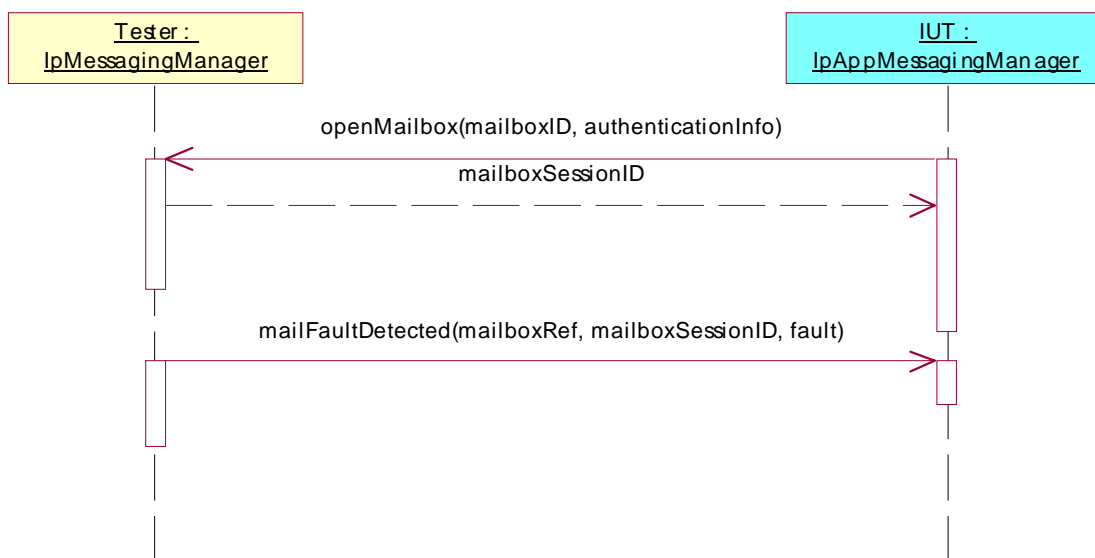 Tester :
IpMessagingManager
IUT :
IpAppMessagingManager
openMailbox(mailboxID, authenticationInfo)
mailboxSessionID
mailFaultDetected(mailboxRef, mailboxSessionID, fault)